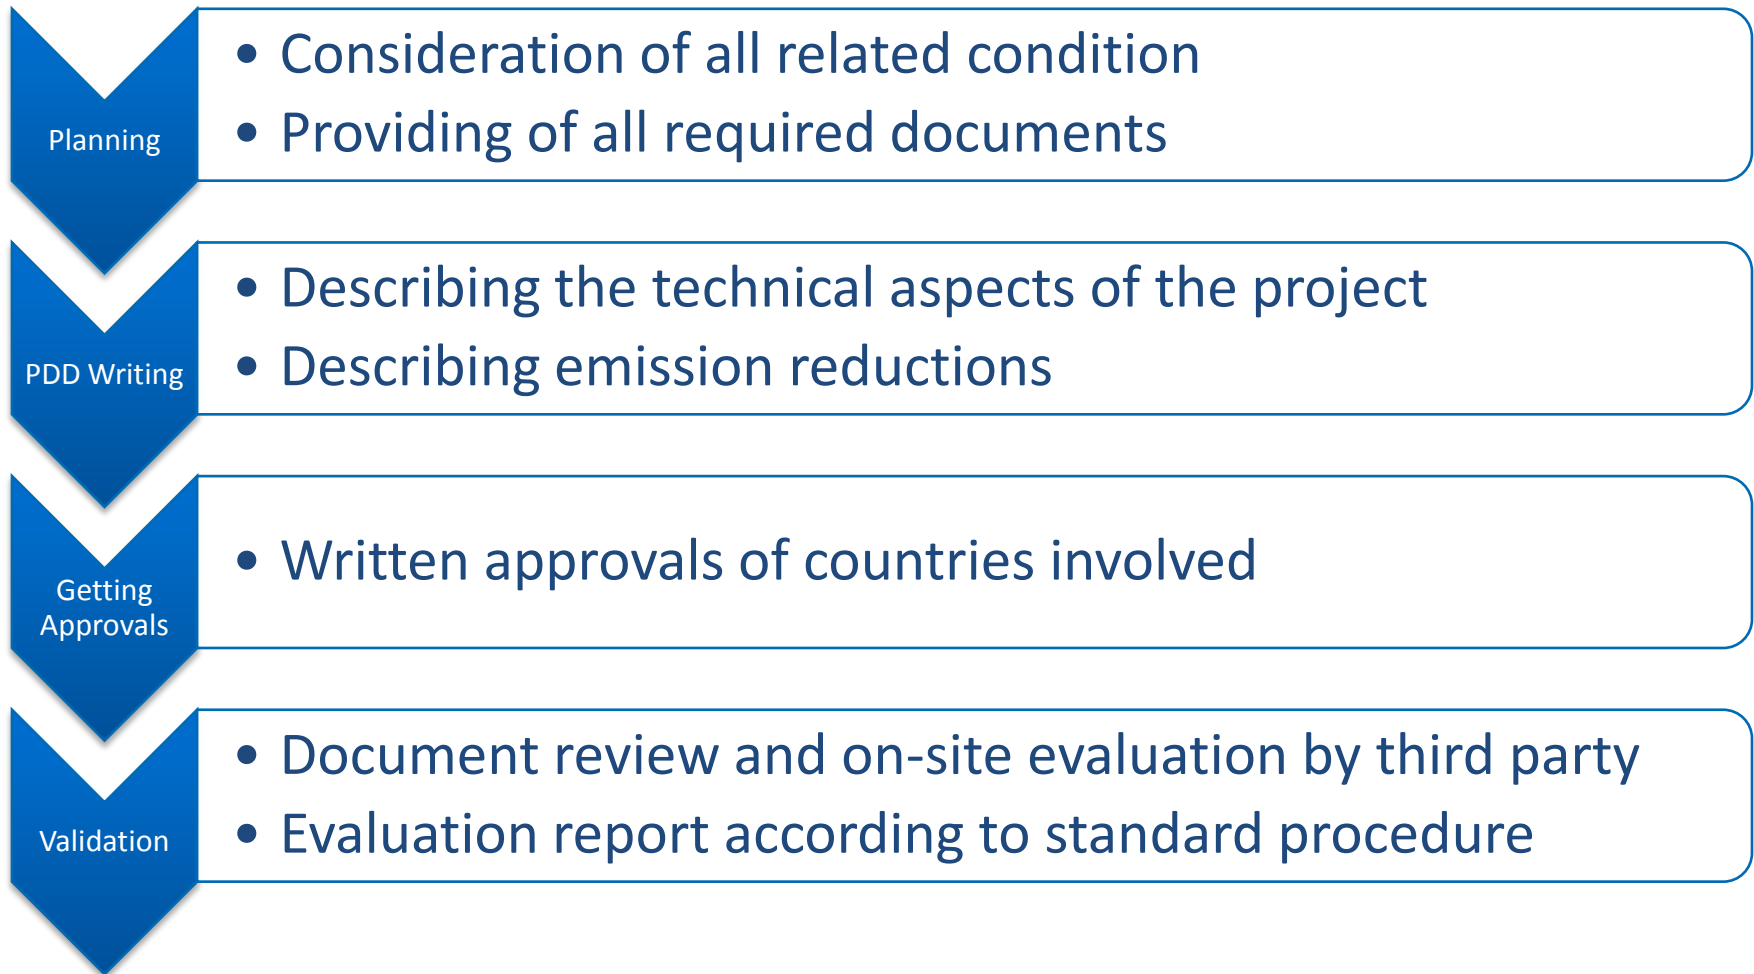 Planning
• Consideration of all related condition
• Providing of all required documents
PDD Writing
• Describing the technical aspects of the project
• Describing emission reductions
Getting
Approvals
• Written approvals of countries involved
Validation
• Document review and on-site evaluation by third party
• Evaluation report according to standard procedure